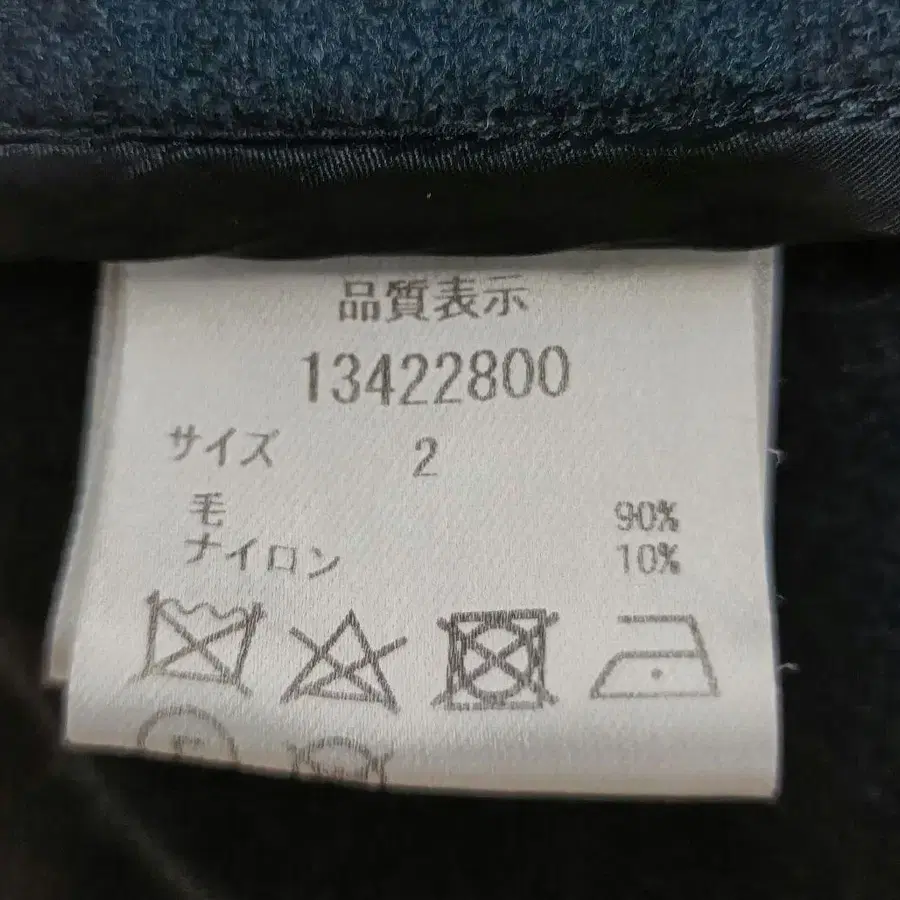 品質表示
13422800
サイズ 2
毛 90%
ナイロン 10%